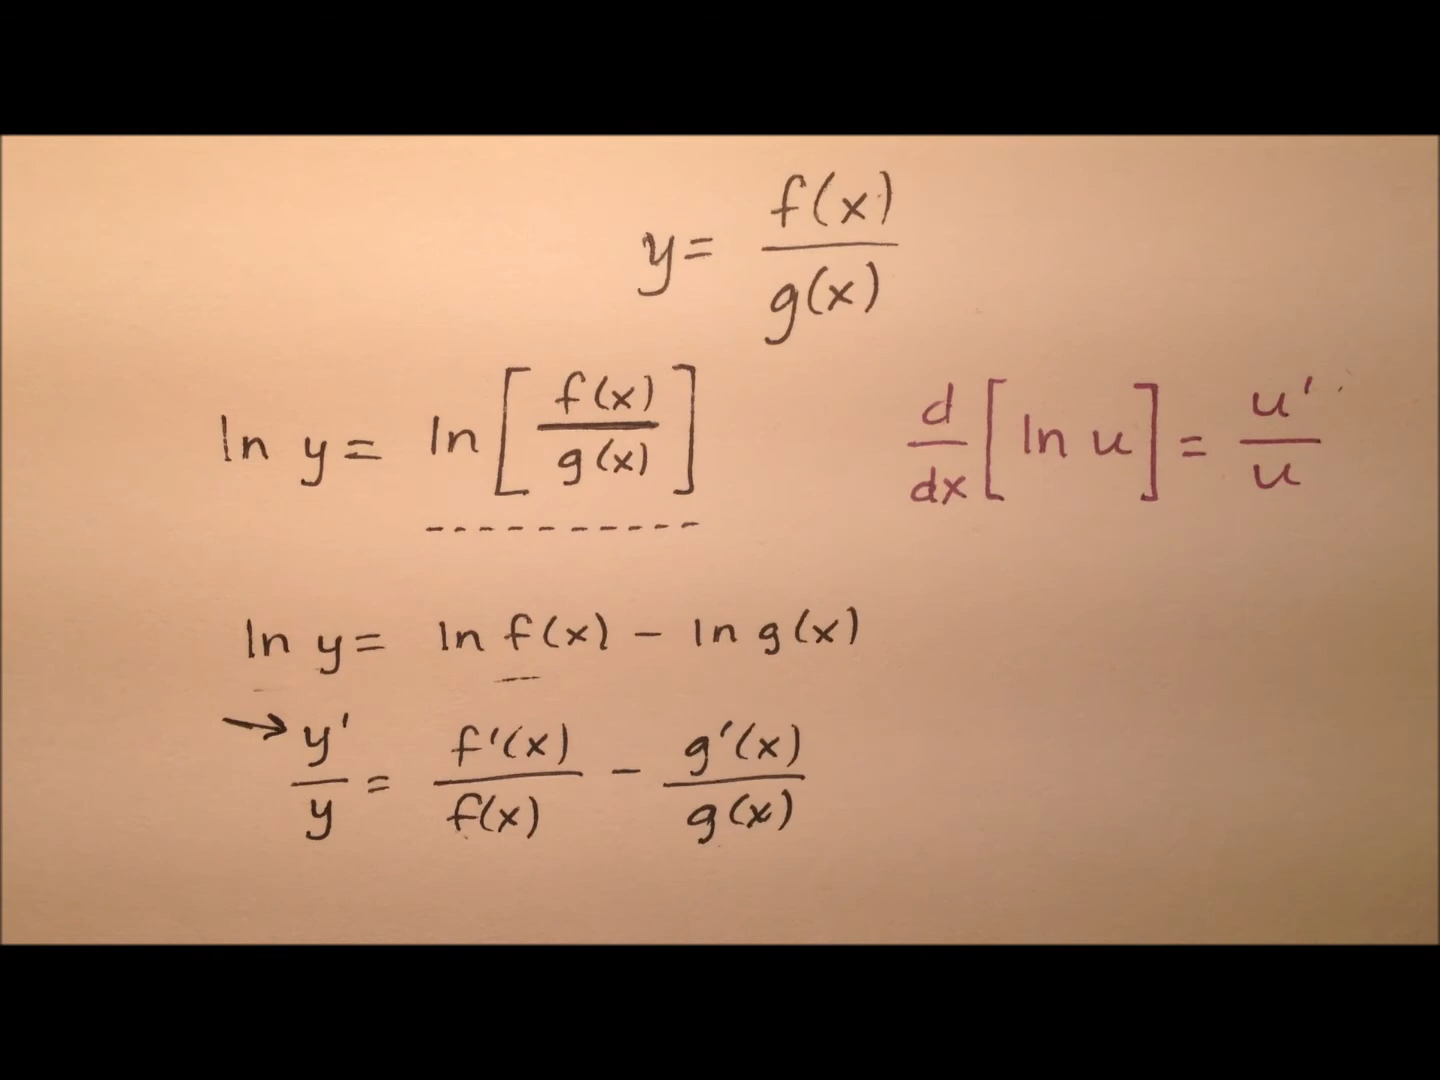 y = f(x)/g(x)
ln y = ln [f(x)/g(x)]
d/dx [ln u] = u'/u
ln y = ln f(x) - ln g(x)
→ y'/y = f'(x)/f(x) - g'(x)/g(x)